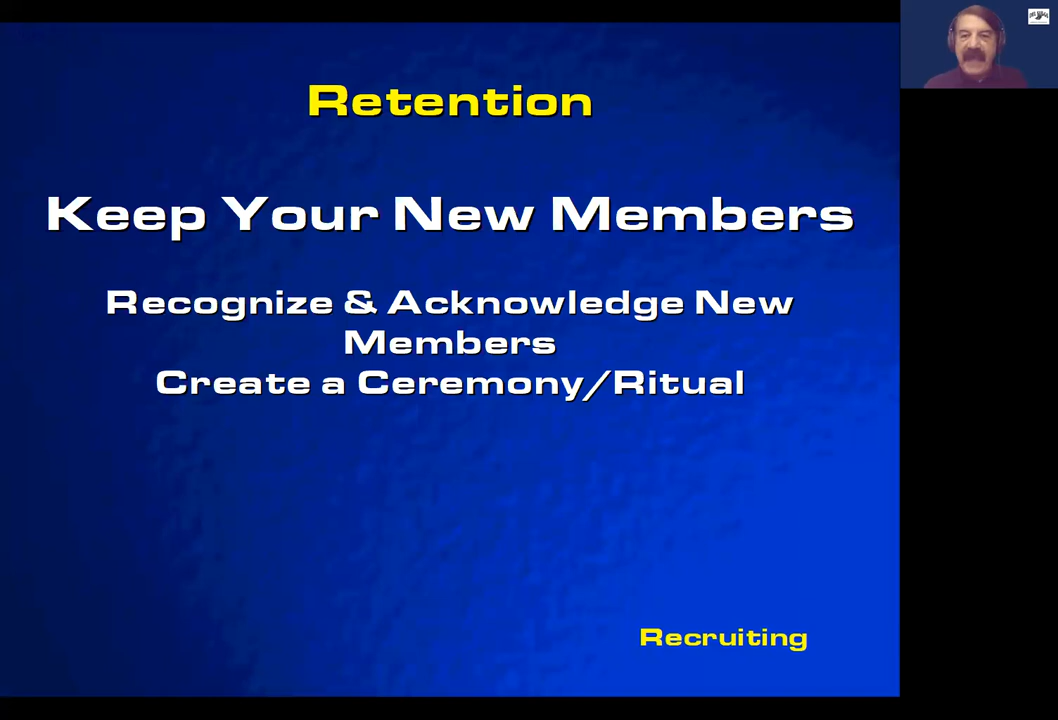 Retention
Keep Your New Members
Recognize & Acknowledge New
Members
Create a Ceremony/Ritual
Recruiting